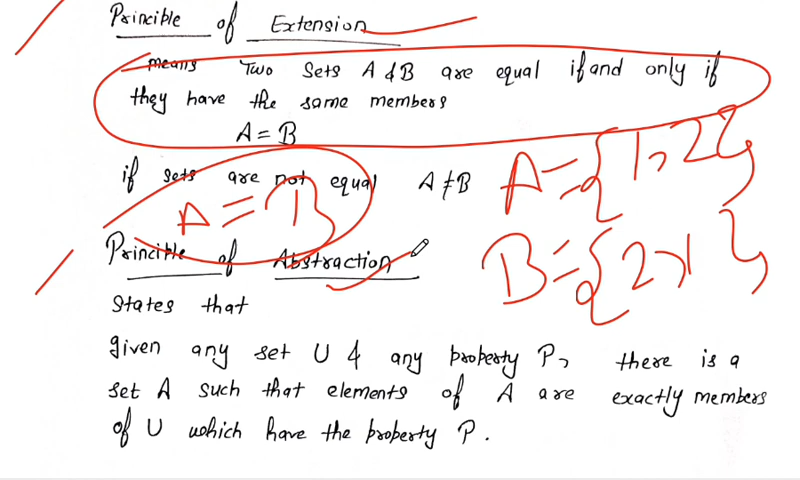 Principle of Extension
means Two Sets A & B are equal if and only if
they have the same members
A = B
if sets are not equal A ≠ B
A = {1, 2}
A = B
B = {2, 1}
Principle of Abstraction
States that
given any set U & any property P, there is a
set A such that elements of A are exactly members
of U which have the property P.